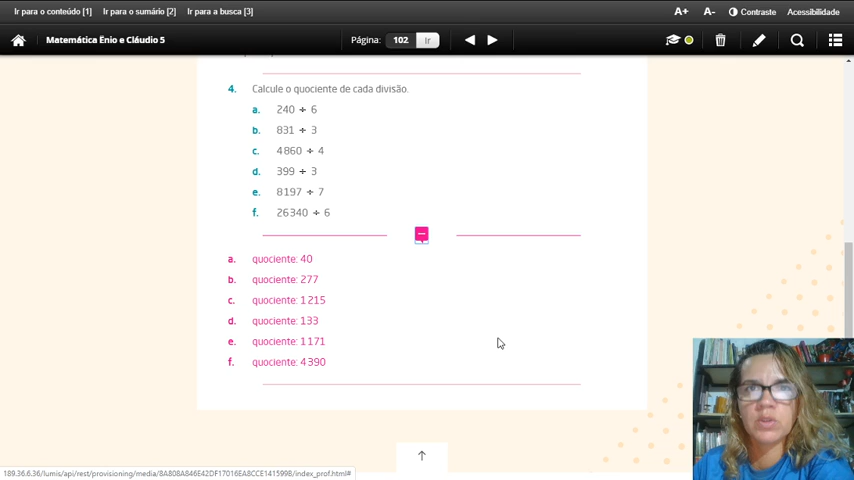 Ir para o conteúdo [1] Ir para o sumário [2] Ir para a busca [3] A+ A- Contraste Acessibilidade
Matemática Ênio e Cláudio 5 Página: 102 Ir
4. Calcule o quociente de cada divisão.
a. 240 ÷ 6
b. 831 ÷ 3
c. 4860 ÷ 4
d. 399 ÷ 3
e. 8197 ÷ 7
f. 26340 ÷ 6
a. quociente: 40
b. quociente: 277
c. quociente: 1215
d. quociente: 133
e. quociente: 1171
f. quociente: 4390
189.36.6.36/lumis/api/rest/provisioning/media/8A808A846E42DF17016EA8CCE141599B/index_prof.html#